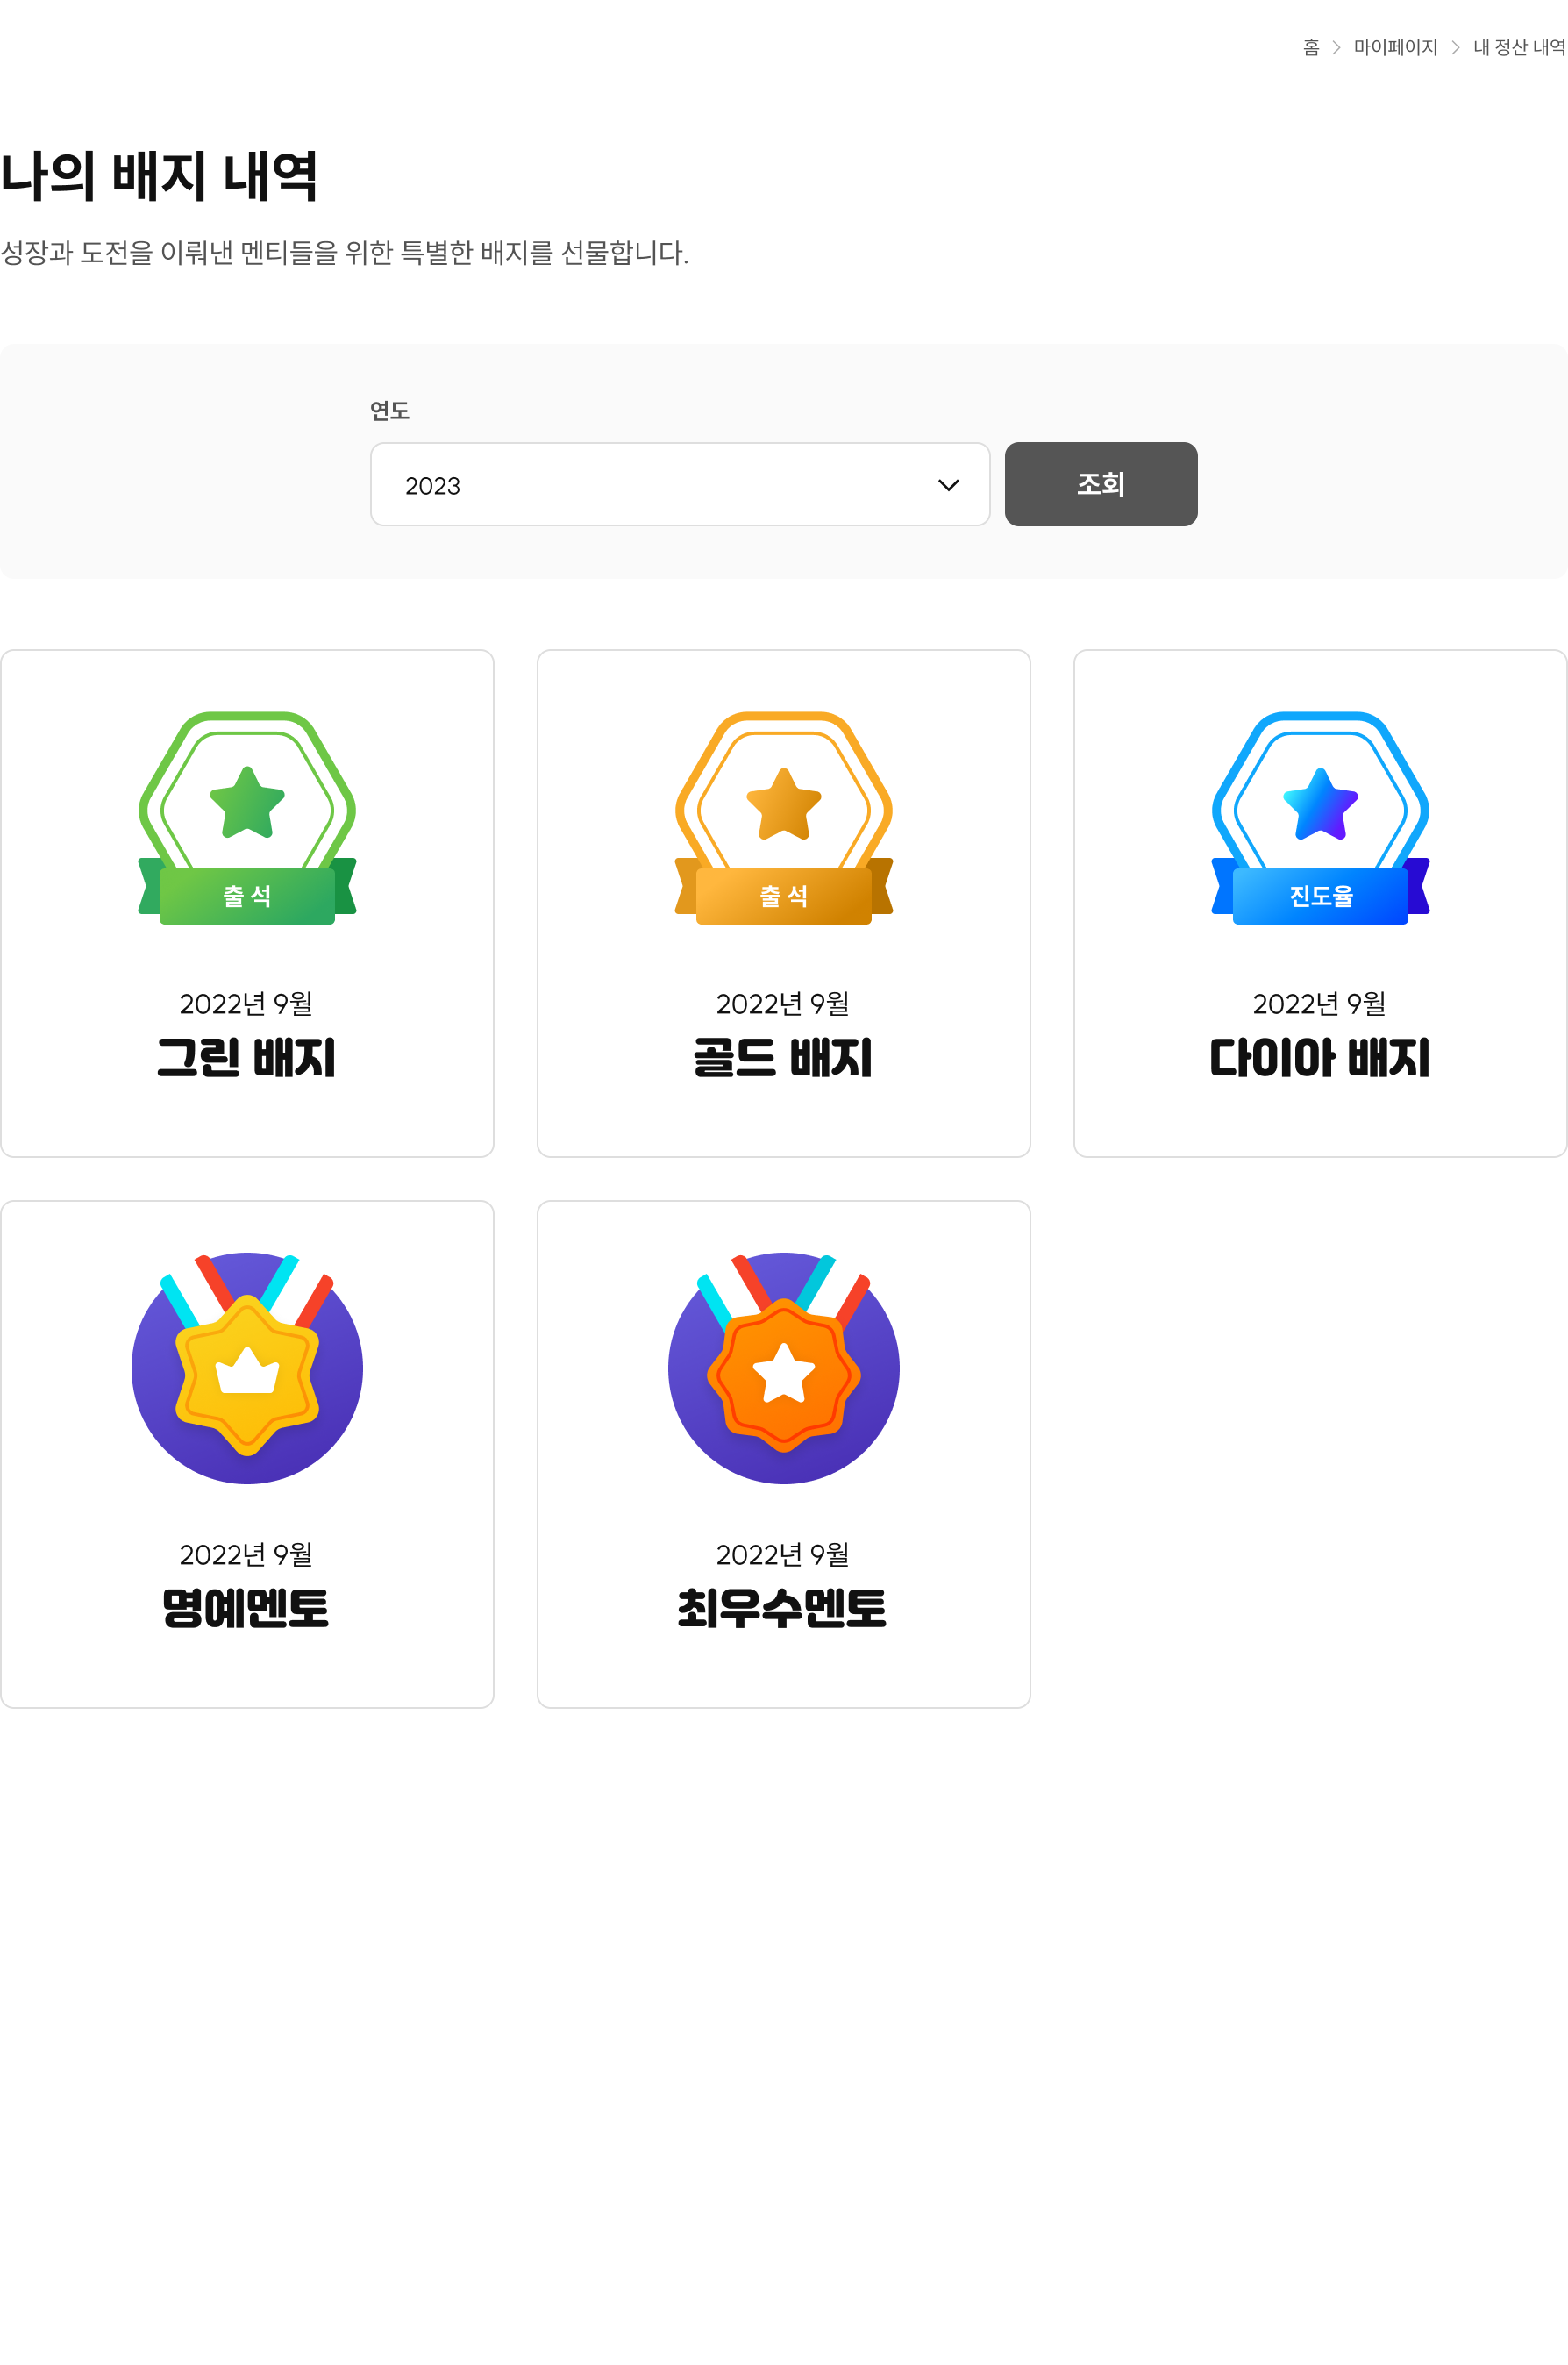 홈 > 마이페이지 > 내 정산 내역
나의 배지 내역
성장과 도전을 이뤄낸 멘티들을 위한 특별한 배지를 선물합니다.
연도
2023 조회
출 석
2022년 9월
그린 배지
출 석
2022년 9월
골드 배지
진도율
2022년 9월
다이아 배지
2022년 9월
명예멘토
2022년 9월
최우수멘토